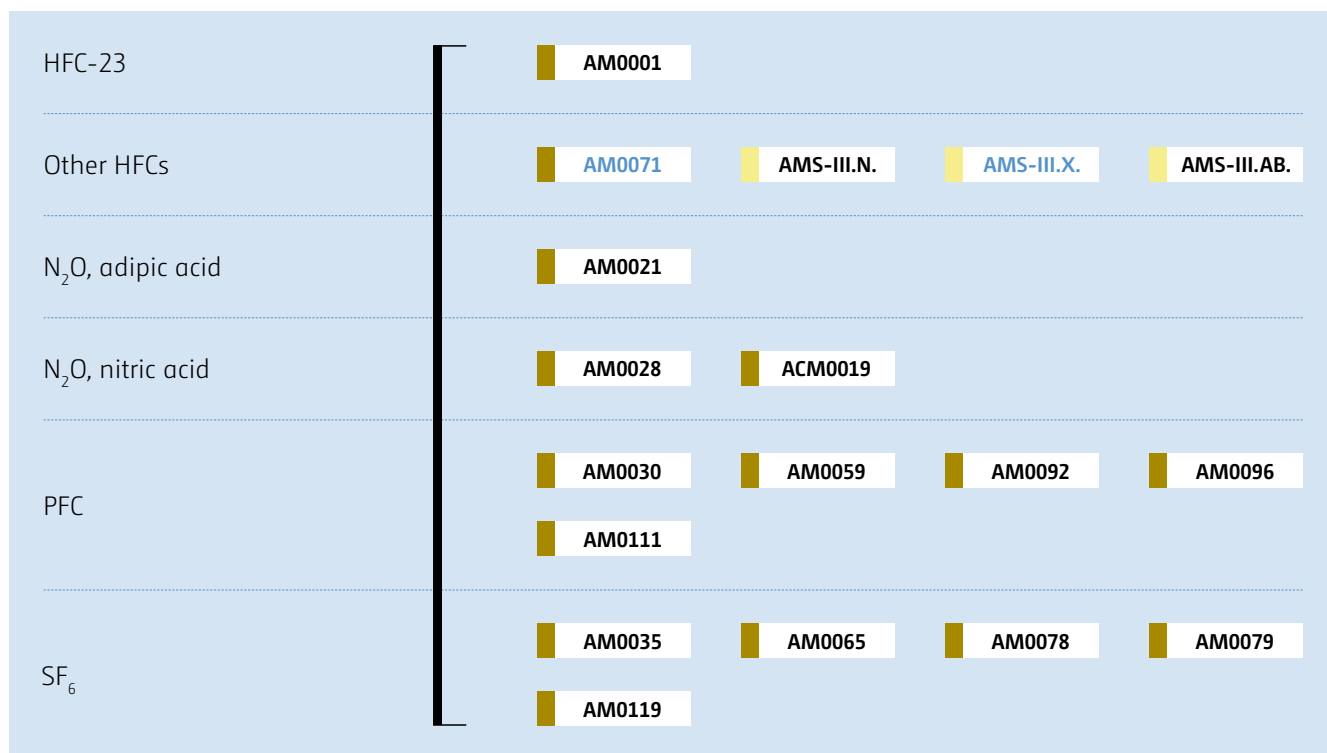 HFC-23 AM0001
Other HFCs AM0071 AMS-III.N. AMS-III.X. AMS-III.AB.
N₂O, adipic acid AM0021
N₂O, nitric acid AM0028 ACM0019
PFC
AM0030 AM0059 AM0092 AM0096
AM0111
SF₆
AM0035 AM0065 AM0078 AM0079
AM0119